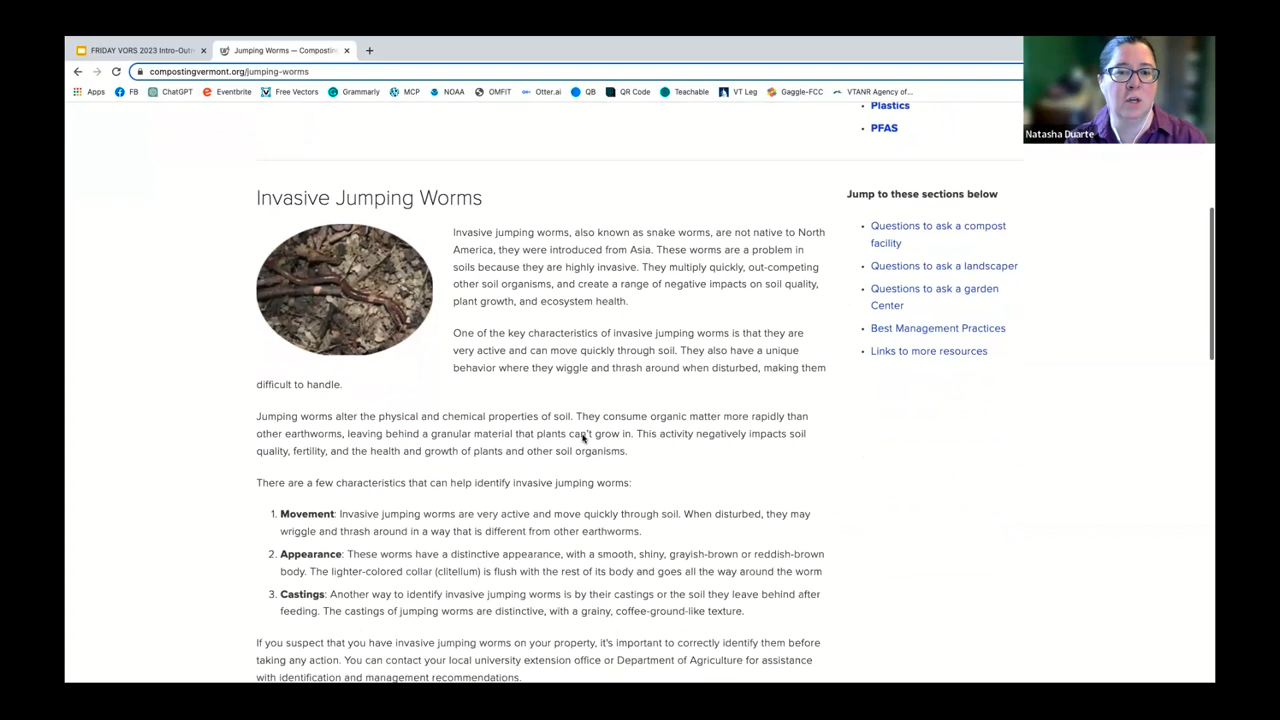 FRIDAY VORS 2023 Intro-Outr
Jumping Worms — Composting
compostingvermont.org/jumping-worms
Apps FB ChatGPT Eventbrite Free Vectors Grammarly MCP NOAA OMFIT Otter.ai QB QR Code Teachable VT Leg Gaggle-FCC VTANR Agency of...
Natasha Duarte
Plastics
PFAS
Invasive Jumping Worms
Invasive jumping worms, also known as snake worms, are not native to North
America, they were introduced from Asia. These worms are a problem in
soils because they are highly invasive. They multiply quickly, out-competing
other soil organisms, and create a range of negative impacts on soil quality,
plant growth, and ecosystem health.
One of the key characteristics of invasive jumping worms is that they are
very active and can move quickly through soil. They also have a unique
behavior where they wiggle and thrash around when disturbed, making them
difficult to handle.
Jumping worms alter the physical and chemical properties of soil. They consume organic matter more rapidly than
other earthworms, leaving behind a granular material that plants can't grow in. This activity negatively impacts soil
quality, fertility, and the health and growth of plants and other soil organisms.
There are a few characteristics that can help identify invasive jumping worms:
1. Movement: Invasive jumping worms are very active and move quickly through soil. When disturbed, they may
wriggle and thrash around in a way that is different from other earthworms.
2. Appearance: These worms have a distinctive appearance, with a smooth, shiny, grayish-brown or reddish-brown
body. The lighter-colored collar (clitellum) is flush with the rest of its body and goes all the way around the worm
3. Castings: Another way to identify invasive jumping worms is by their castings or the soil they leave behind after
feeding. The castings of jumping worms are distinctive, with a grainy, coffee-ground-like texture.
If you suspect that you have invasive jumping worms on your property, it's important to correctly identify them before
taking any action. You can contact your local university extension office or Department of Agriculture for assistance
with identification and management recommendations.
Jump to these sections below
Questions to ask a compost
facility
Questions to ask a landscaper
Questions to ask a garden
Center
Best Management Practices
Links to more resources